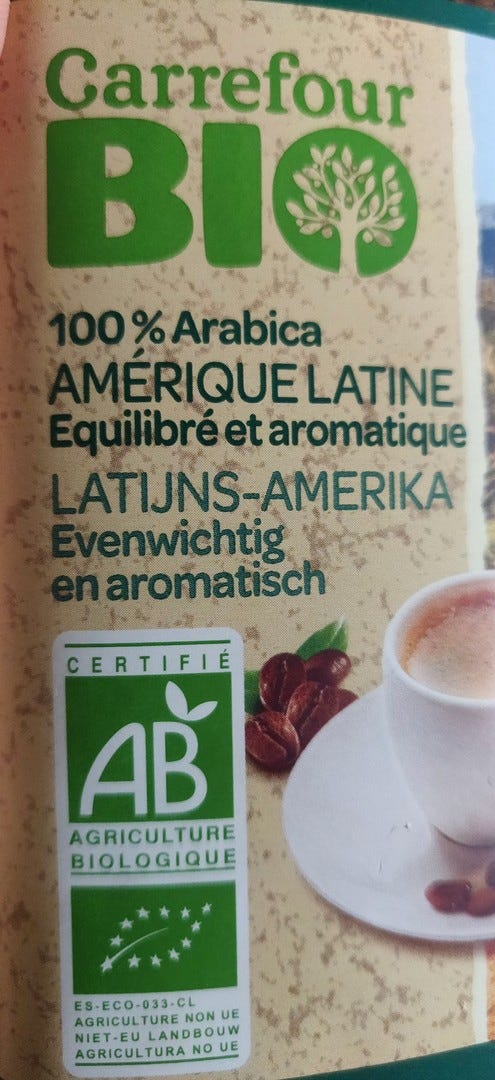 Carrefour
BIO
100 % Arabica
AMÉRIQUE LATINE
Equilibré et aromatique
LATIJNS-AMERIKA
Evenwichtig
en aromatisch
CERTIFIÉ
AB
AGRICULTURE
BIOLOGIQUE
ES-ECO-033-CL
AGRICULTURE NON UE
NIET-EU LANDBOUW
AGRICULTURA NO UE